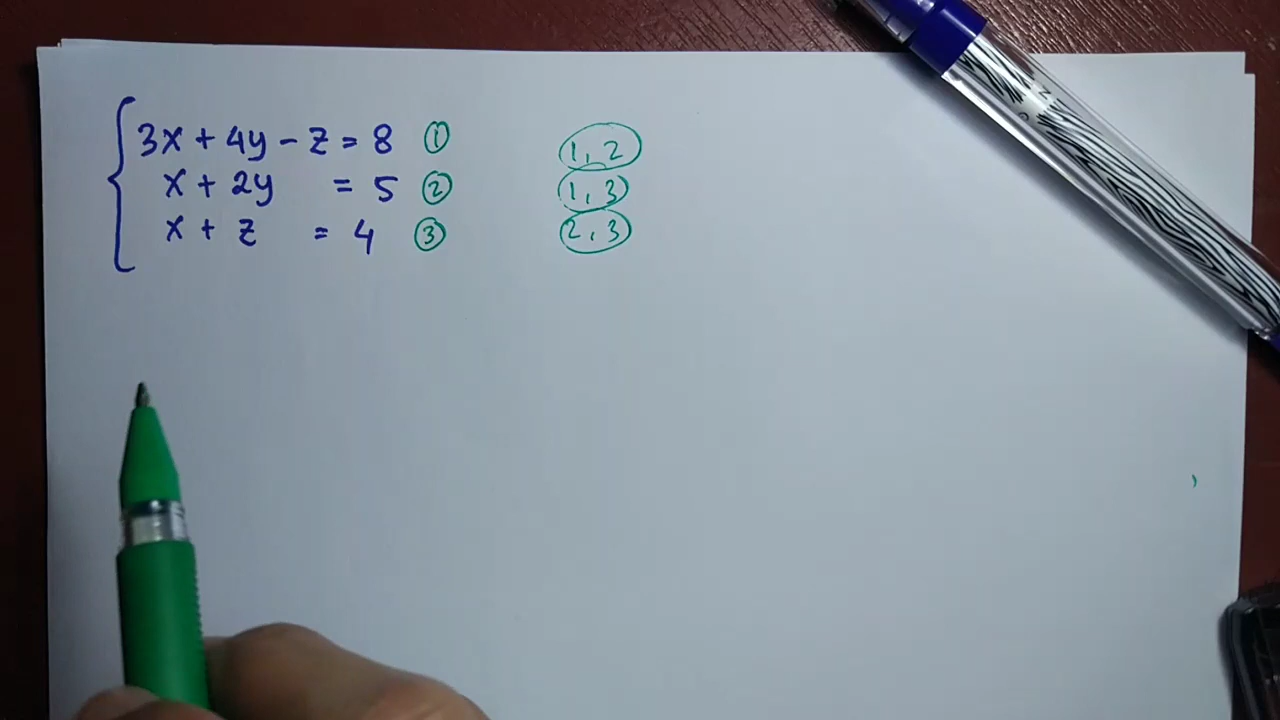 3x + 4y - z = 8 ①
x + 2y = 5 ②
x + z = 4 ③
1, 2
1, 3
2, 3